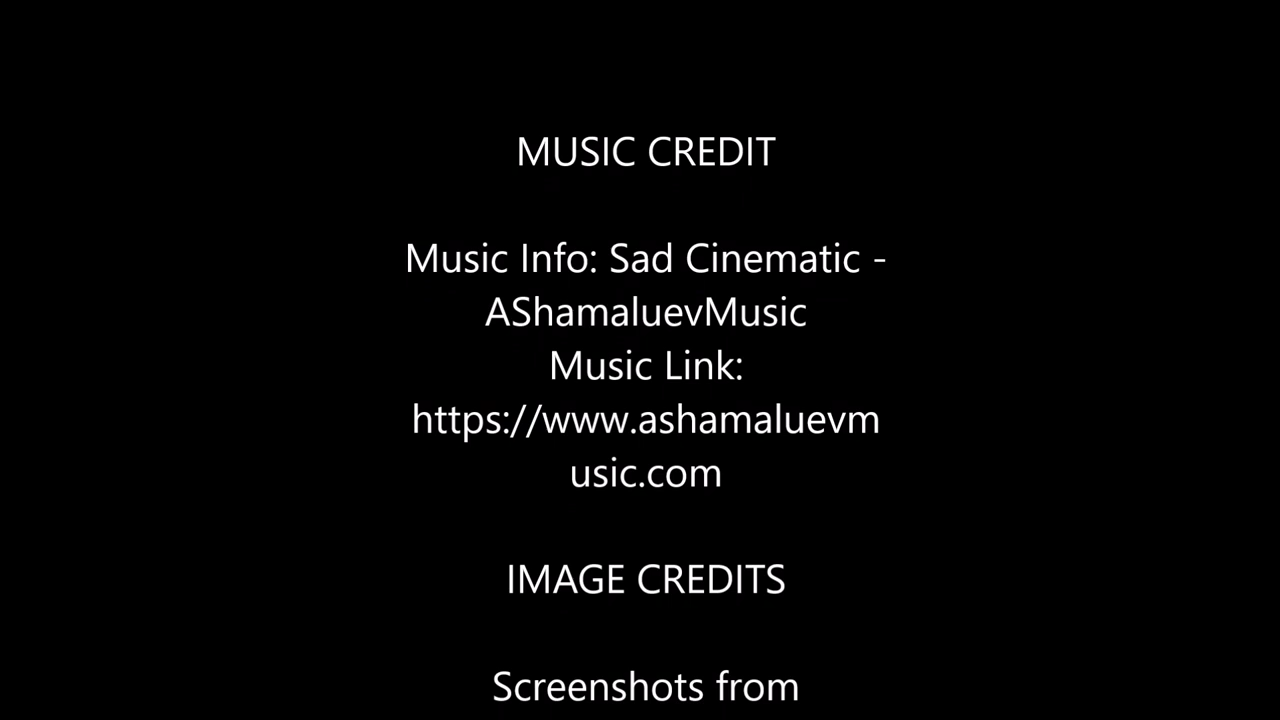 MUSIC CREDIT
Music Info: Sad Cinematic -
AShamaluevMusic
Music Link:
https://www.ashamaluevm
usic.com
IMAGE CREDITS
Screenshots from